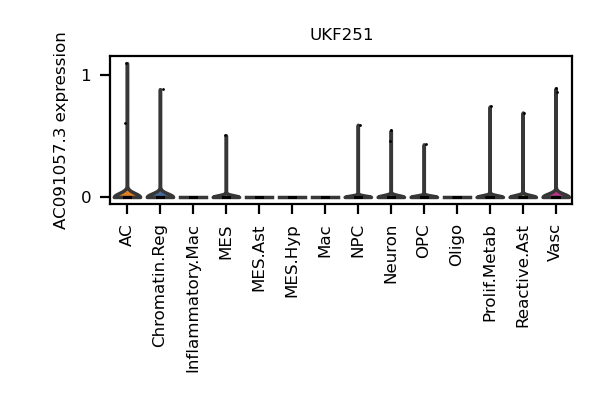 UKF251
AC091057.3 expression
1
0
AC
Chromatin.Reg
Inflammatory.Mac
MES
MES.Ast
MES.Hyp
Mac
NPC
Neuron
OPC
Oligo
Prolif.Metab
Reactive.Ast
Vasc